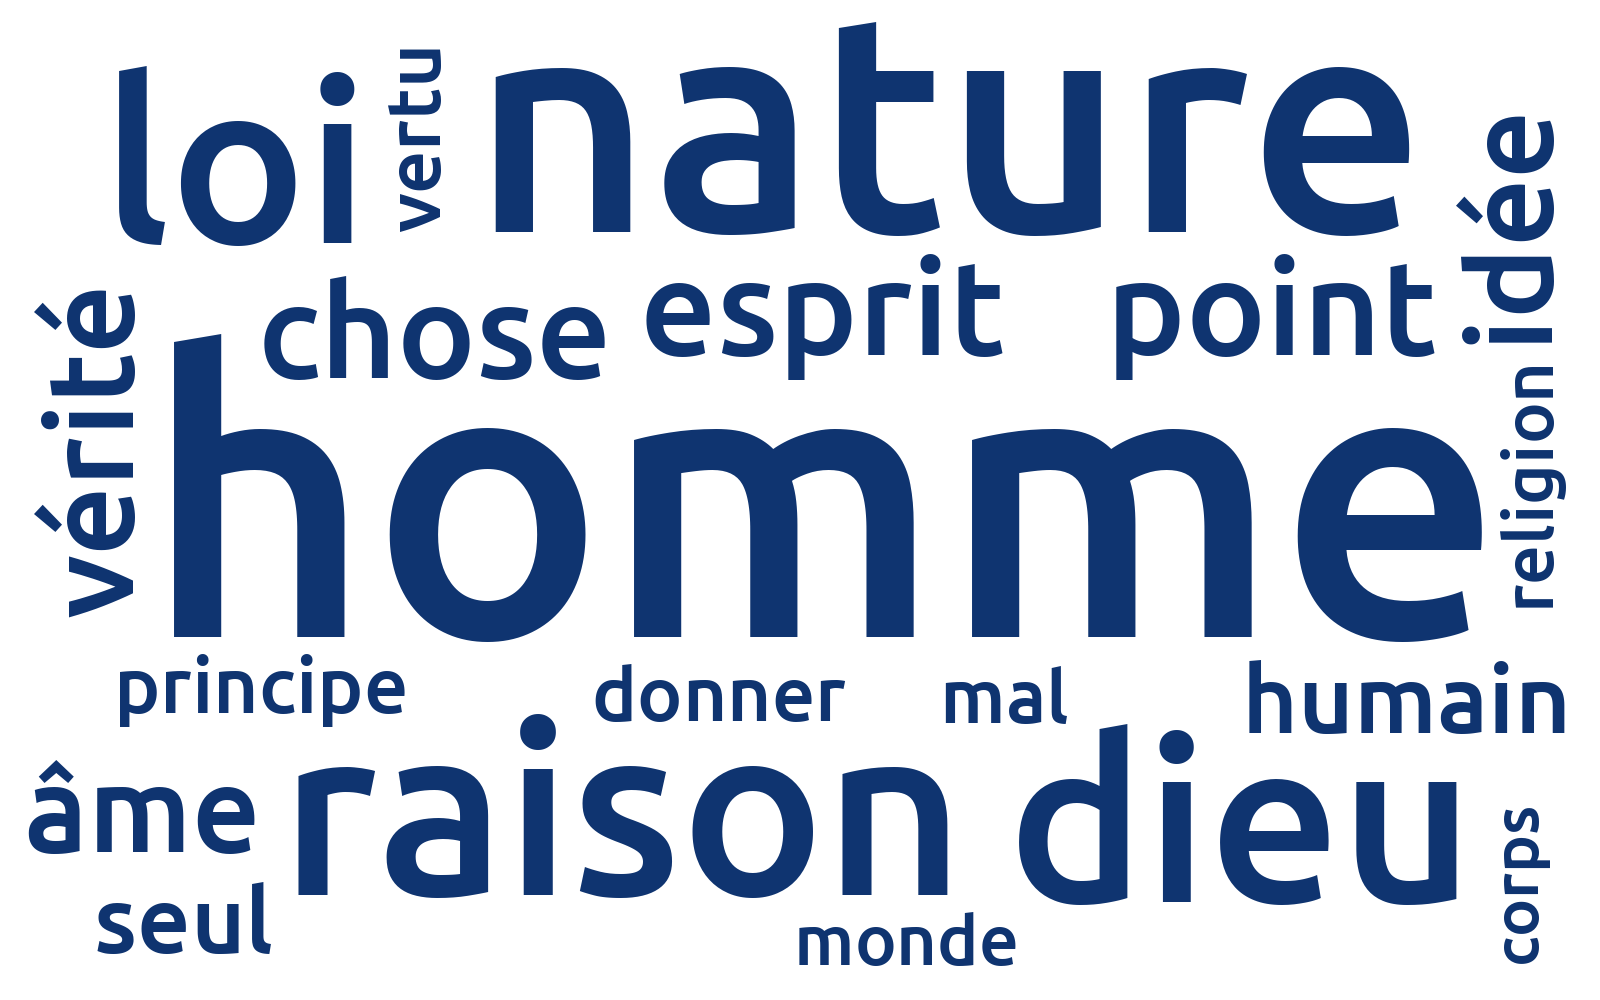 loi
vertu
nature
idée
vérité
chose
esprit
point
homme
religion
principe
donner
mal
humain
âme
raison
dieu
corps
seul
monde